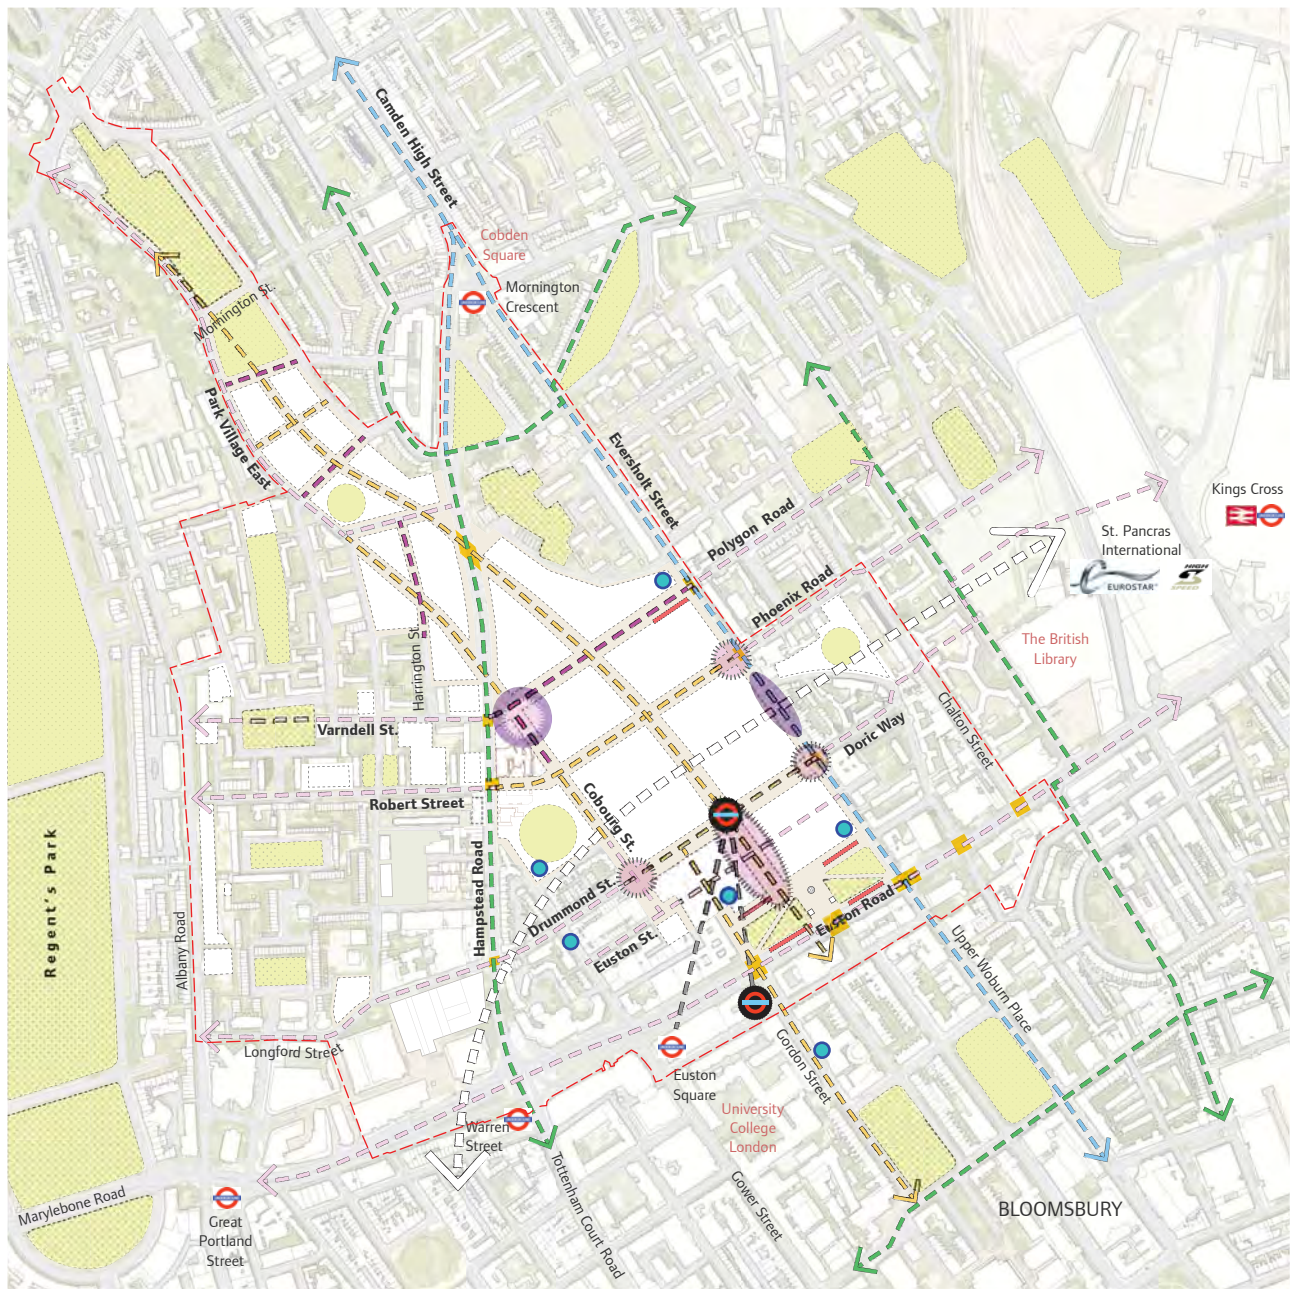 Camden High Street
Cobden
Square
Mornington
Crescent
Mornington St.
Park Village East
Eversholt Street
Polygon Road
Phoenix Road
Kings Cross
St. Pancras
International
EUROSTAR
HIGH
SPEED
The British
Library
Harrington St.
Varndell St.
Chalton Street
Doric Way
Robert Street
Cobourg St.
Regent's Park
Albany Road
Hampstead Road
Drummond St.
Euston St.
Euston Road
Upper Woburn Place
Longford Street
Gordon Street
Euston
Square
University
College
London
Warren
Street
Tottenham Court Road
Gower Street
Marylebone Road
Great
Portland
Street
BLOOMSBURY